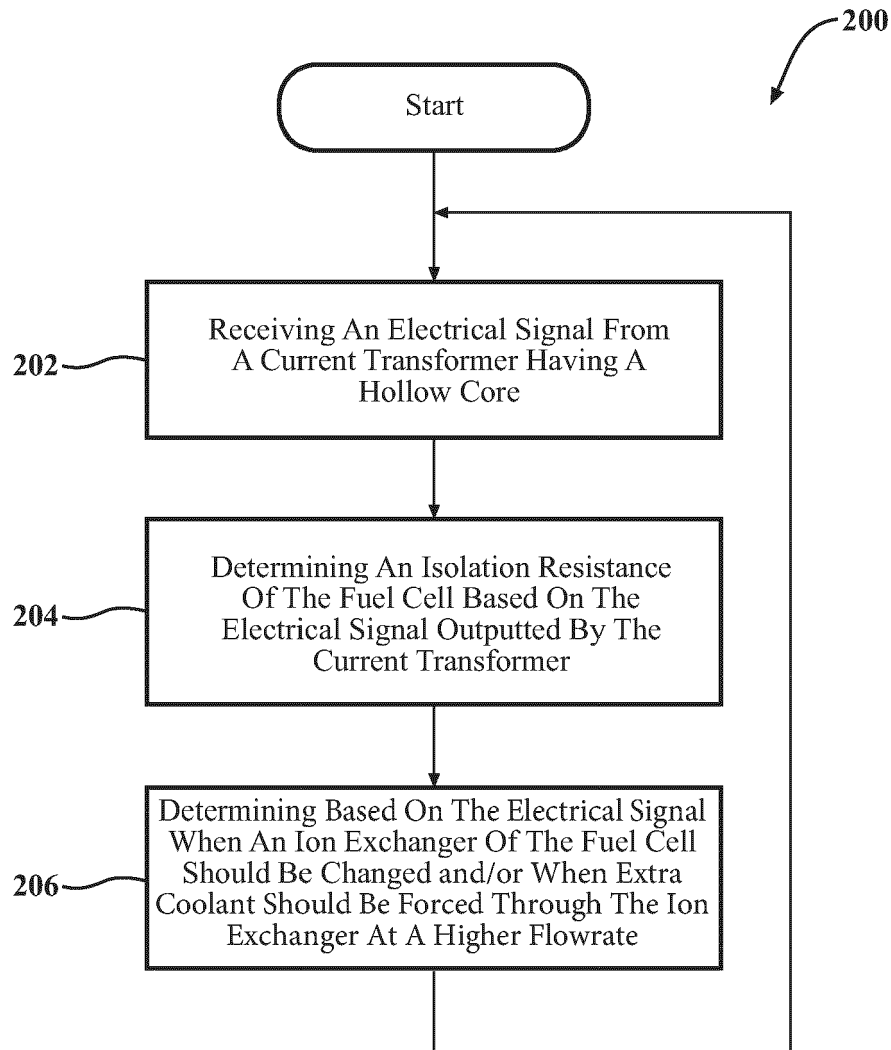 200
Start
202
Receiving An Electrical Signal From
A Current Transformer Having A
Hollow Core
204
Determining An Isolation Resistance
Of The Fuel Cell Based On The
Electrical Signal Outputted By The
Current Transformer
206
Determining Based On The Electrical Signal
When An Ion Exchanger Of The Fuel Cell
Should Be Changed and/or When Extra
Coolant Should Be Forced Through The Ion
Exchanger At A Higher Flowrate